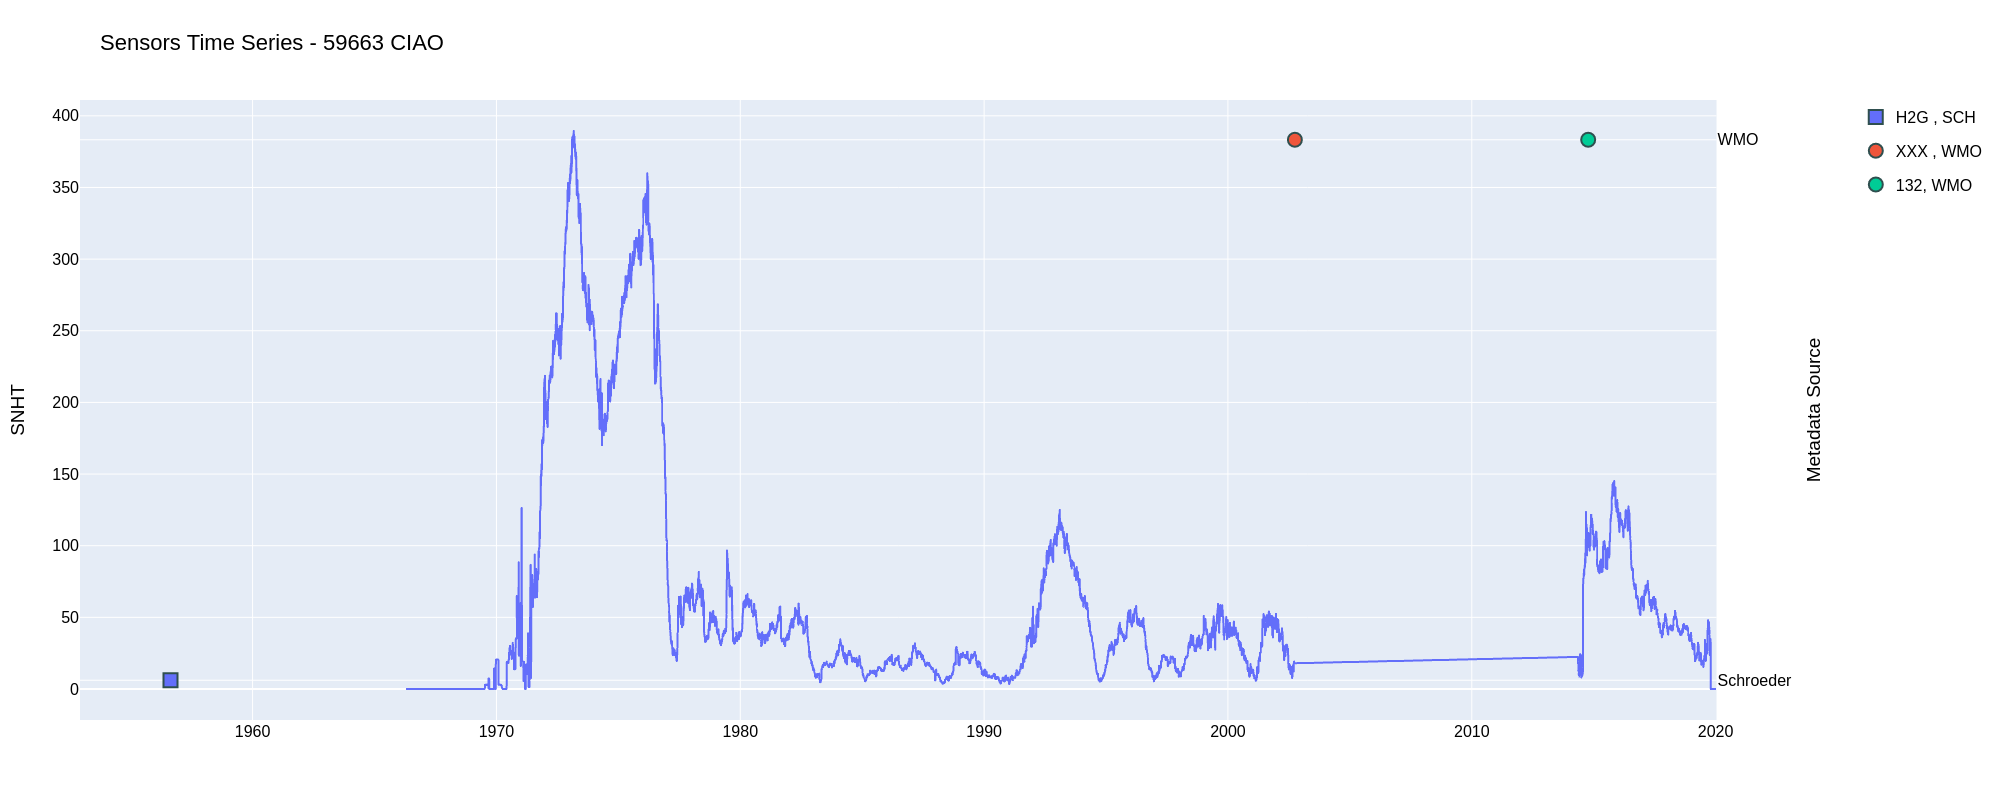 Sensors Time Series - 59663 CIAO
400
350
300
250
200
150
100
50
0
SNHT
1960
1970
1980
1990
2000
2010
2020
WMO
Schroeder
Metadata Source
H2G , SCH
XXX , WMO
132, WMO